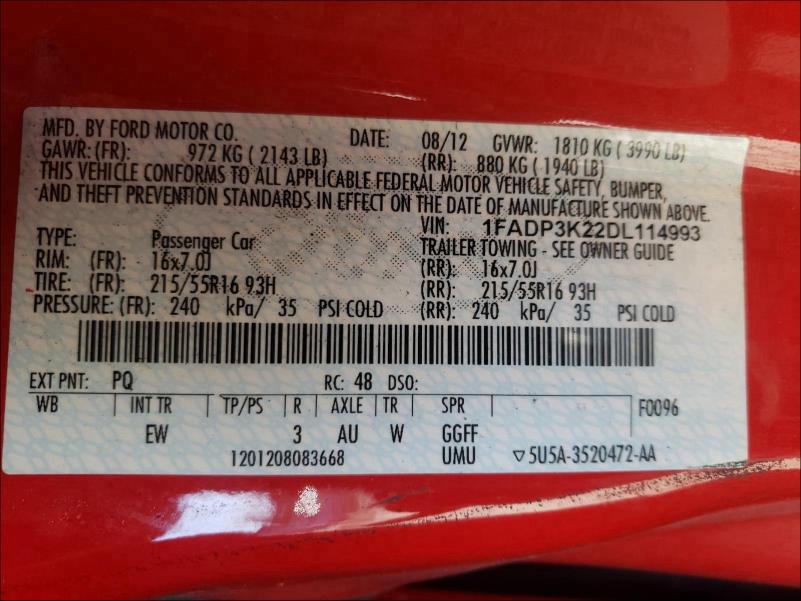 MFD. BY FORD MOTOR CO. DATE: 08/12 GVWR: 1810 KG ( 3990 LB)
GAWR: (FR): 972 KG ( 2143 LB) (RR): 880 KG ( 1940 LB)
THIS VEHICLE CONFORMS TO ALL APPLICABLE FEDERAL MOTOR VEHICLE SAFETY, BUMPER,
AND THEFT PREVENTION STANDARDS IN EFFECT ON THE DATE OF MANUFACTURE SHOWN ABOVE.
VIN: 1FADP3K22DL114993
TYPE: Passenger Car TRAILER TOWING - SEE OWNER GUIDE
RIM: (FR): 16x7.0J (RR): 16x7.0J
TIRE: (FR): 215/55R16 93H (RR): 215/55R16 93H
PRESSURE: (FR): 240 kPa/ 35 PSI COLD (RR): 240 kPa/ 35 PSI COLD
EXT PNT: PQ RC: 48 DSO:
WB INT TR TP/PS R AXLE TR SPR F0096
EW 3 AU W GGFF
1201208083668 UMU 5U5A-3520472-AA